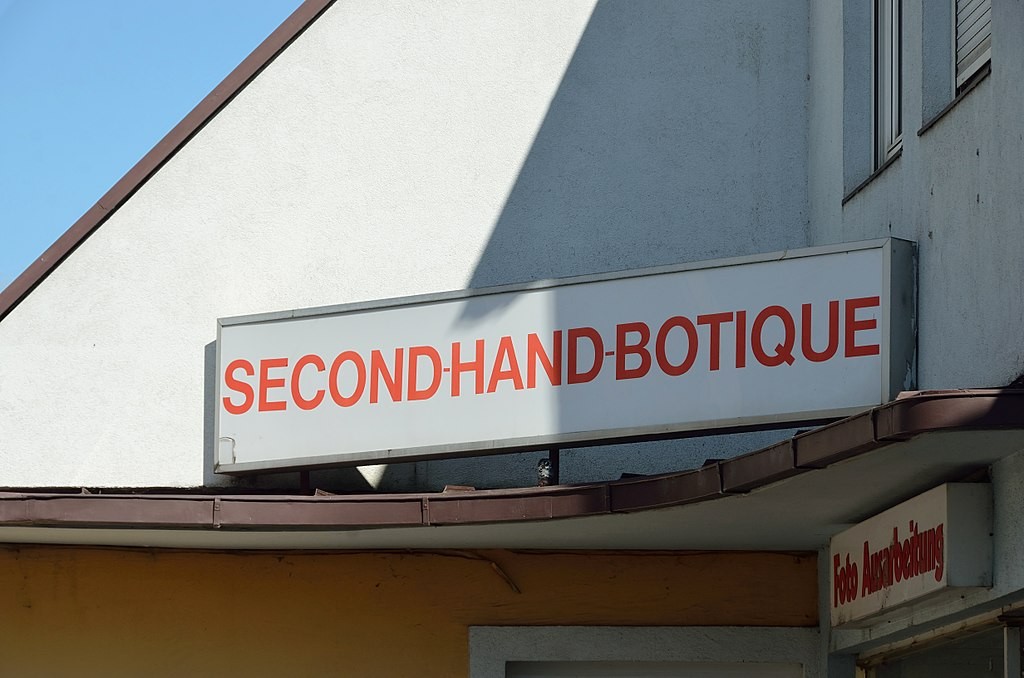 SECOND-HAND-BOTIQUE
Foto Ausarbeitung